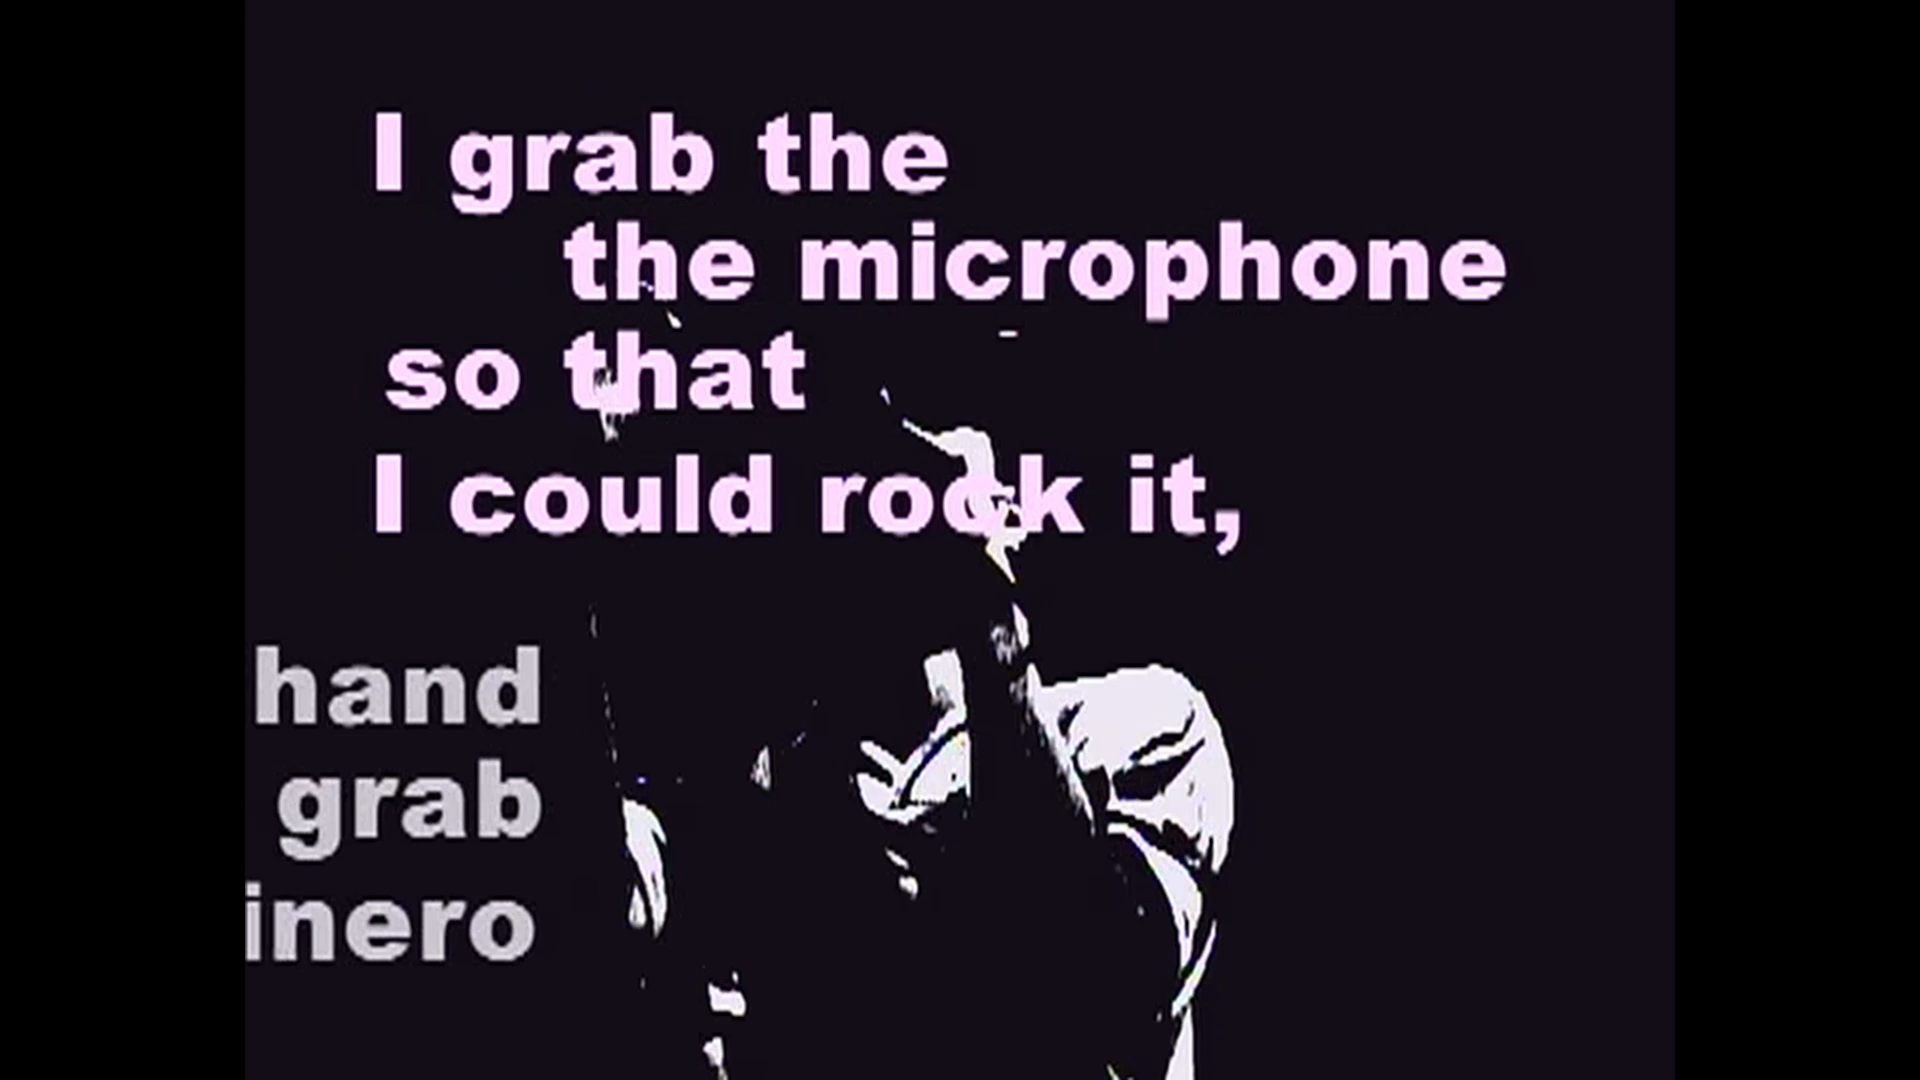 I grab the
the microphone
so that
I could rock it,
hand
grab
inero